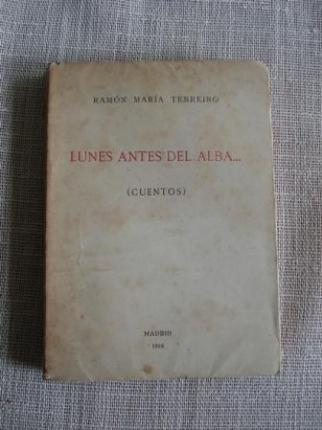 RAMÓN MARÍA TENREIRO
LUNES ANTES DEL ALBA...
(CUENTOS)
MADRID